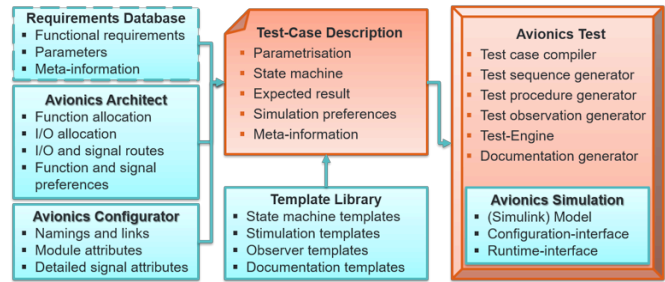 Requirements Database
Functional requirements
Parameters
Meta-information
Avionics Architect
Function allocation
I/O allocation
I/O and signal routes
Function and signal
preferences
Avionics Configurator
Namings and links
Module attributes
Detailed signal attributes
Test-Case Description
Parametrisation
State machine
Expected result
Simulation preferences
Meta-information
Template Library
State machine templates
Stimulation templates
Observer templates
Documentation templates
Avionics Test
Test case compiler
Test sequence generator
Test procedure generator
Test observation generator
Test-Engine
Documentation generator
Avionics Simulation
(Simulink) Model
Configuration-interface
Runtime-interface